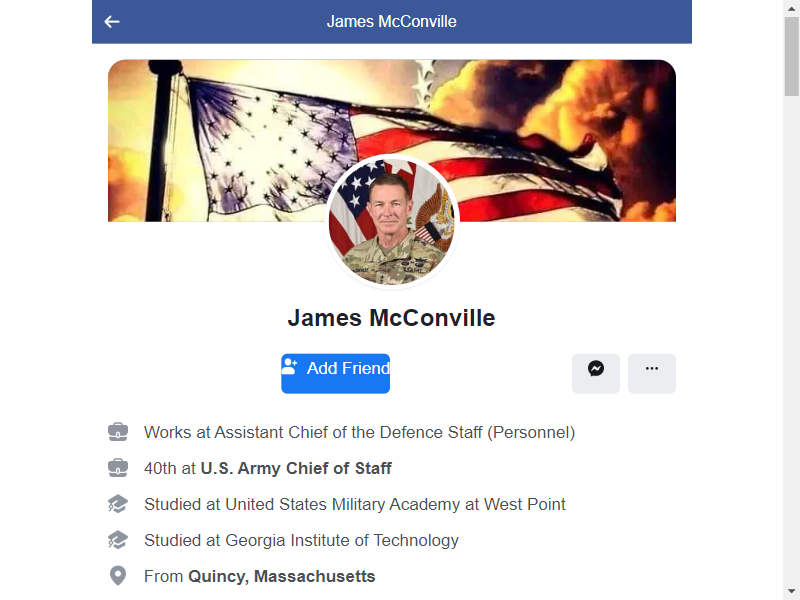 James McConville
James McConville
Add Friend
Works at Assistant Chief of the Defence Staff (Personnel)
40th at U.S. Army Chief of Staff
Studied at United States Military Academy at West Point
Studied at Georgia Institute of Technology
From Quincy, Massachusetts